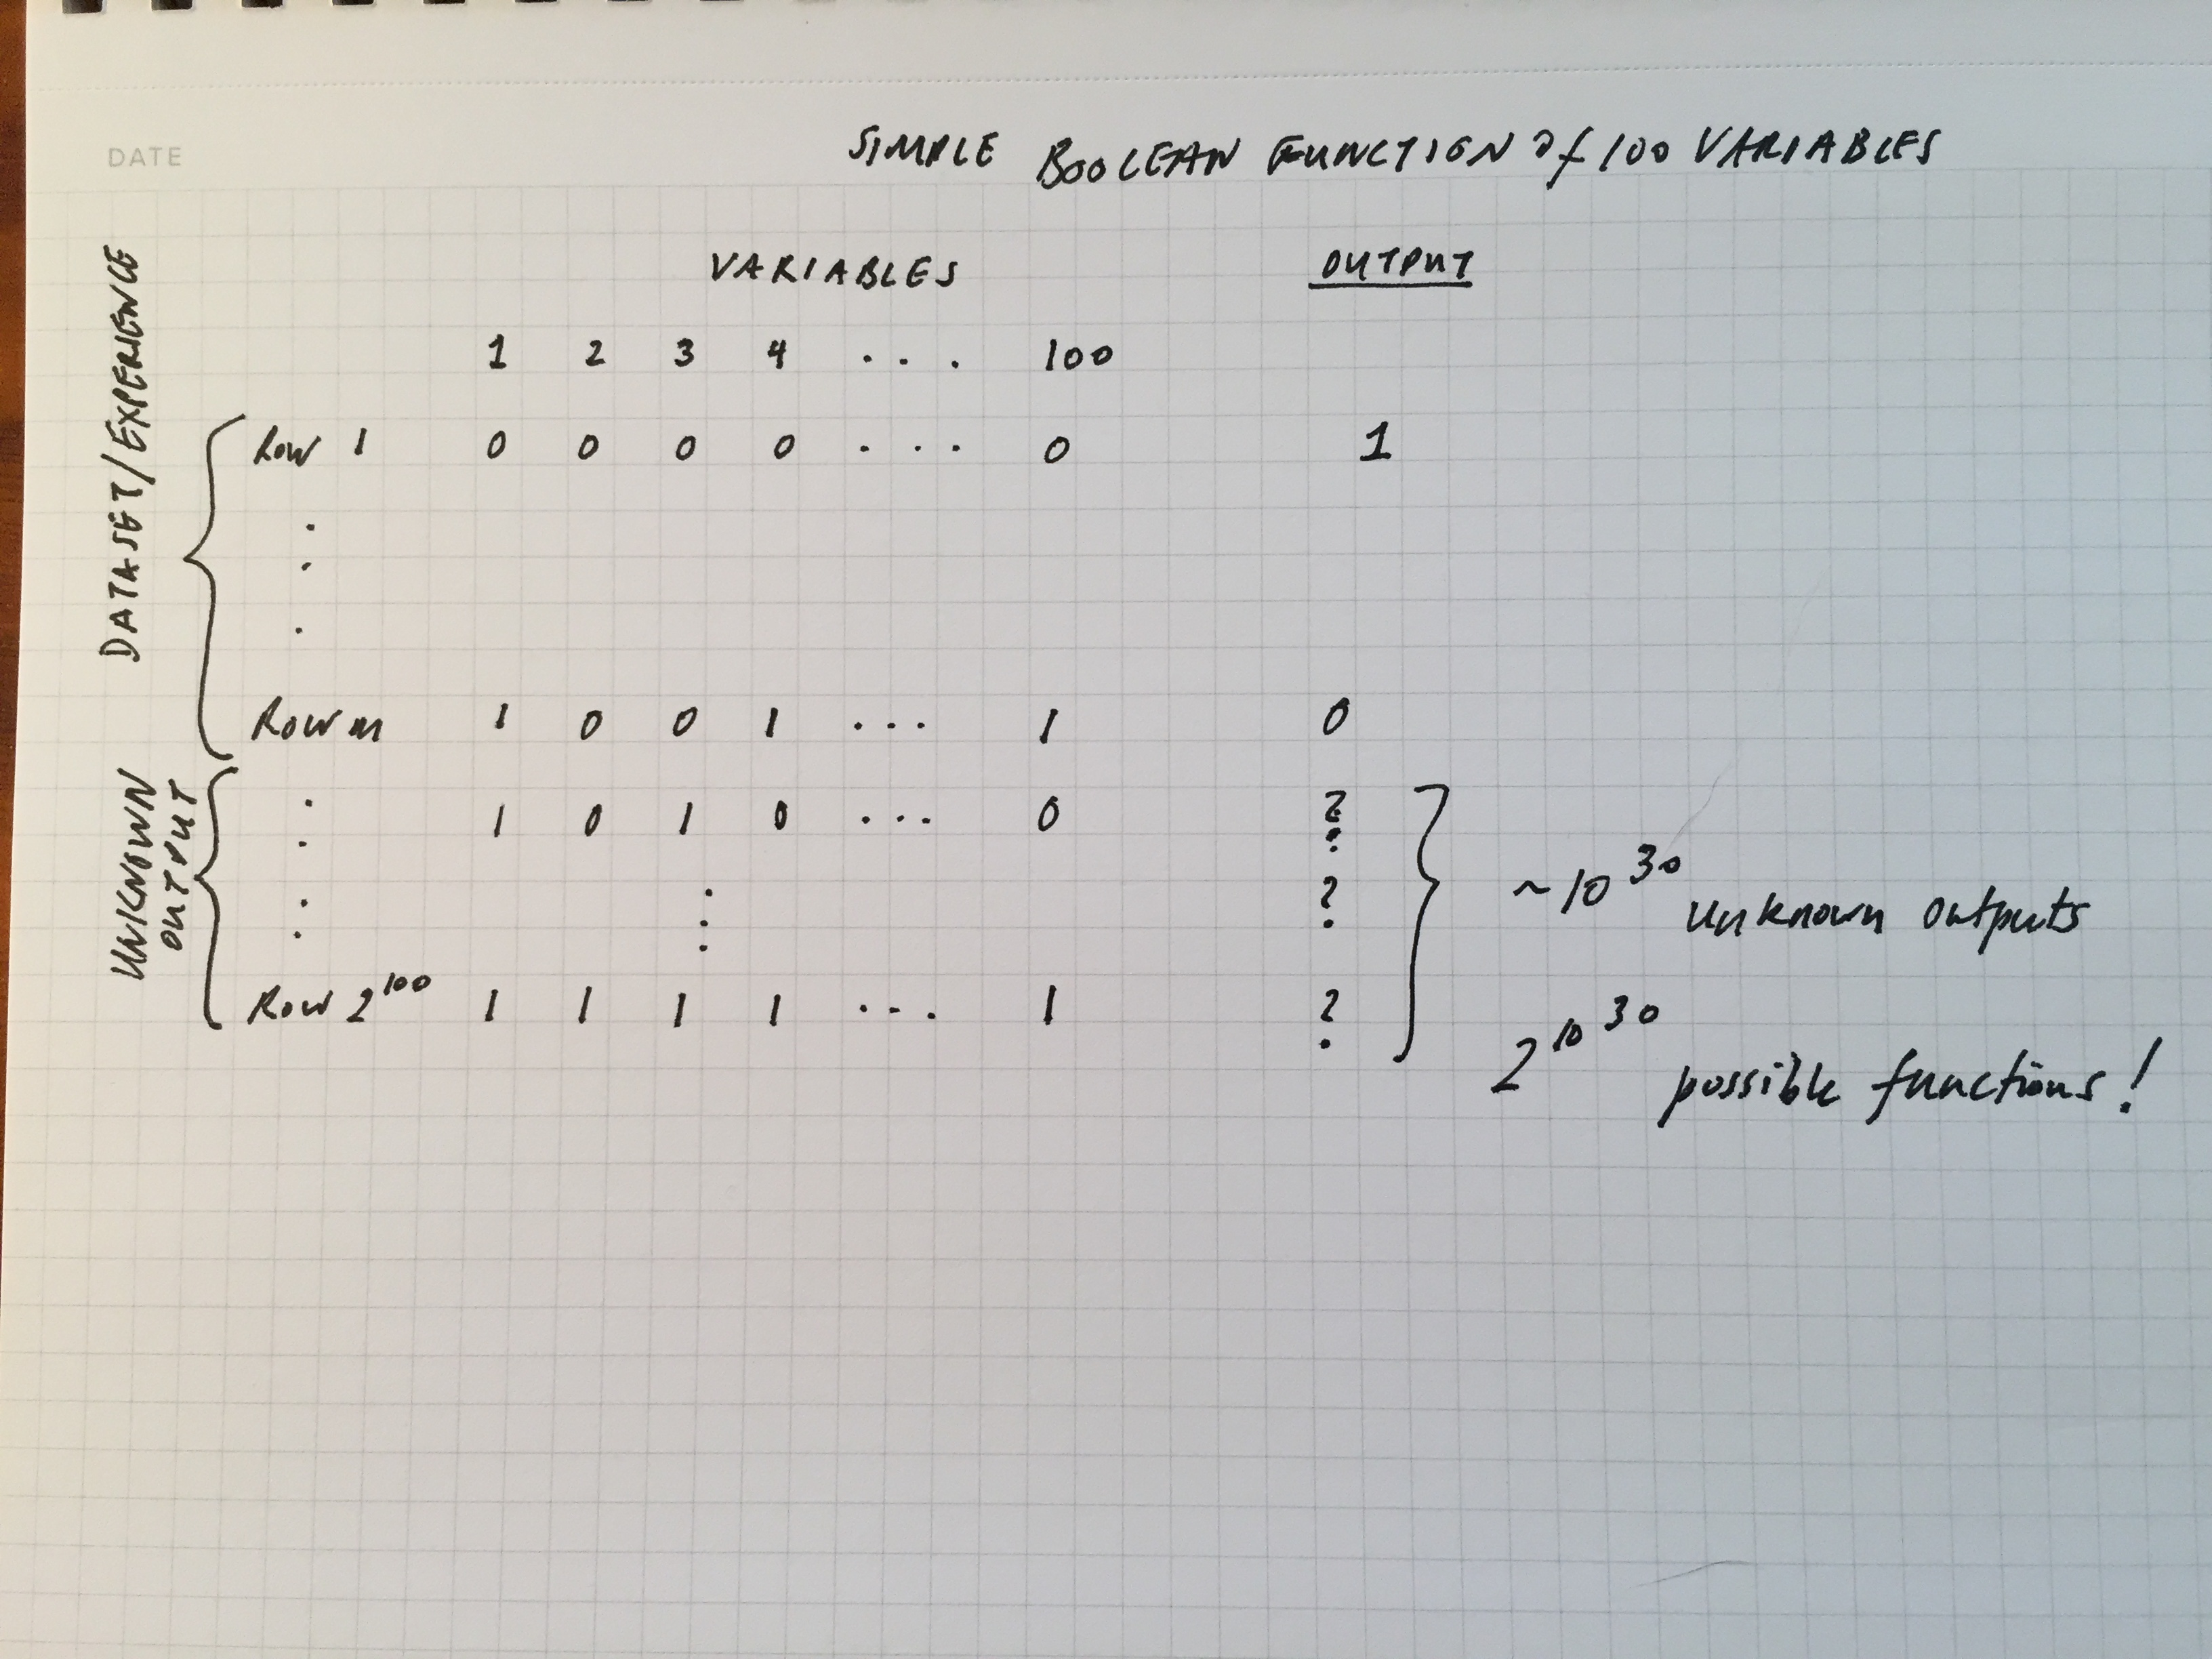 DATE
SIMPLE BOOLEAN FUNCTION of 100 VARIABLES
VARIABLES OUTPUT
1 2 3 4 . . . 100
DATASET/EXPERIENCE
Row 1 0 0 0 0 . . . 0 1
Row m 1 0 0 1 ... 1 0
UNKNOWN
OUTPUT
1 0 1 0 ... 0 ?
?
~10^30 unknown outputs
Row 2^100 1 1 1 1 ... 1 ?
2^10^30 possible functions!